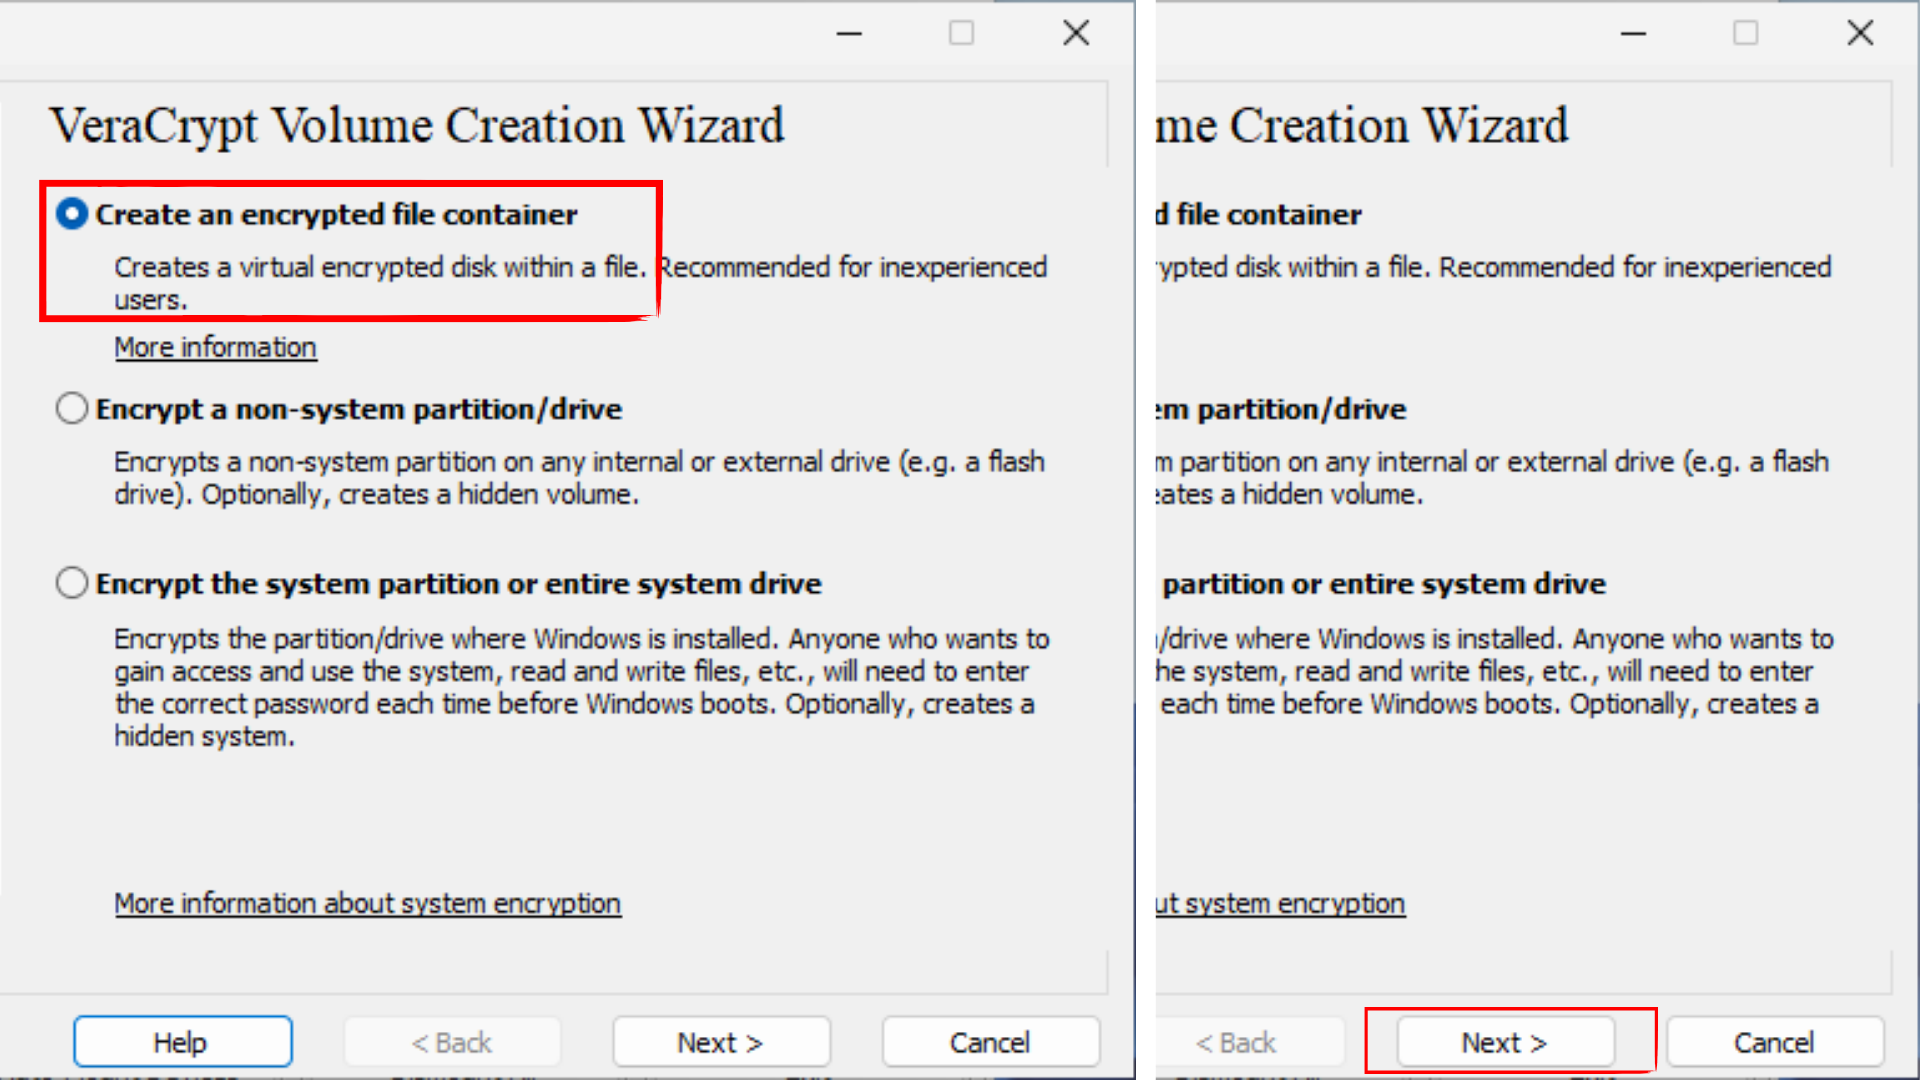 VeraCrypt Volume Creation Wizard
Create an encrypted file container
Creates a virtual encrypted disk within a file. Recommended for inexperienced
users.
More information
Encrypt a non-system partition/drive
Encrypts a non-system partition on any internal or external drive (e.g. a flash
drive). Optionally, creates a hidden volume.
Encrypt the system partition or entire system drive
Encrypts the partition/drive where Windows is installed. Anyone who wants to
gain access and use the system, read and write files, etc., will need to enter
the correct password each time before Windows boots. Optionally, creates a
hidden system.
More information about system encryption
Help
< Back
Next >
Cancel
me Creation Wizard
d file container
rypted disk within a file. Recommended for inexperienced
em partition/drive
m partition on any internal or external drive (e.g. a flash
eates a hidden volume.
partition or entire system drive
n/drive where Windows is installed. Anyone who wants to
he system, read and write files, etc., will need to enter
each time before Windows boots. Optionally, creates a
ut system encryption
< Back
Next >
Cancel